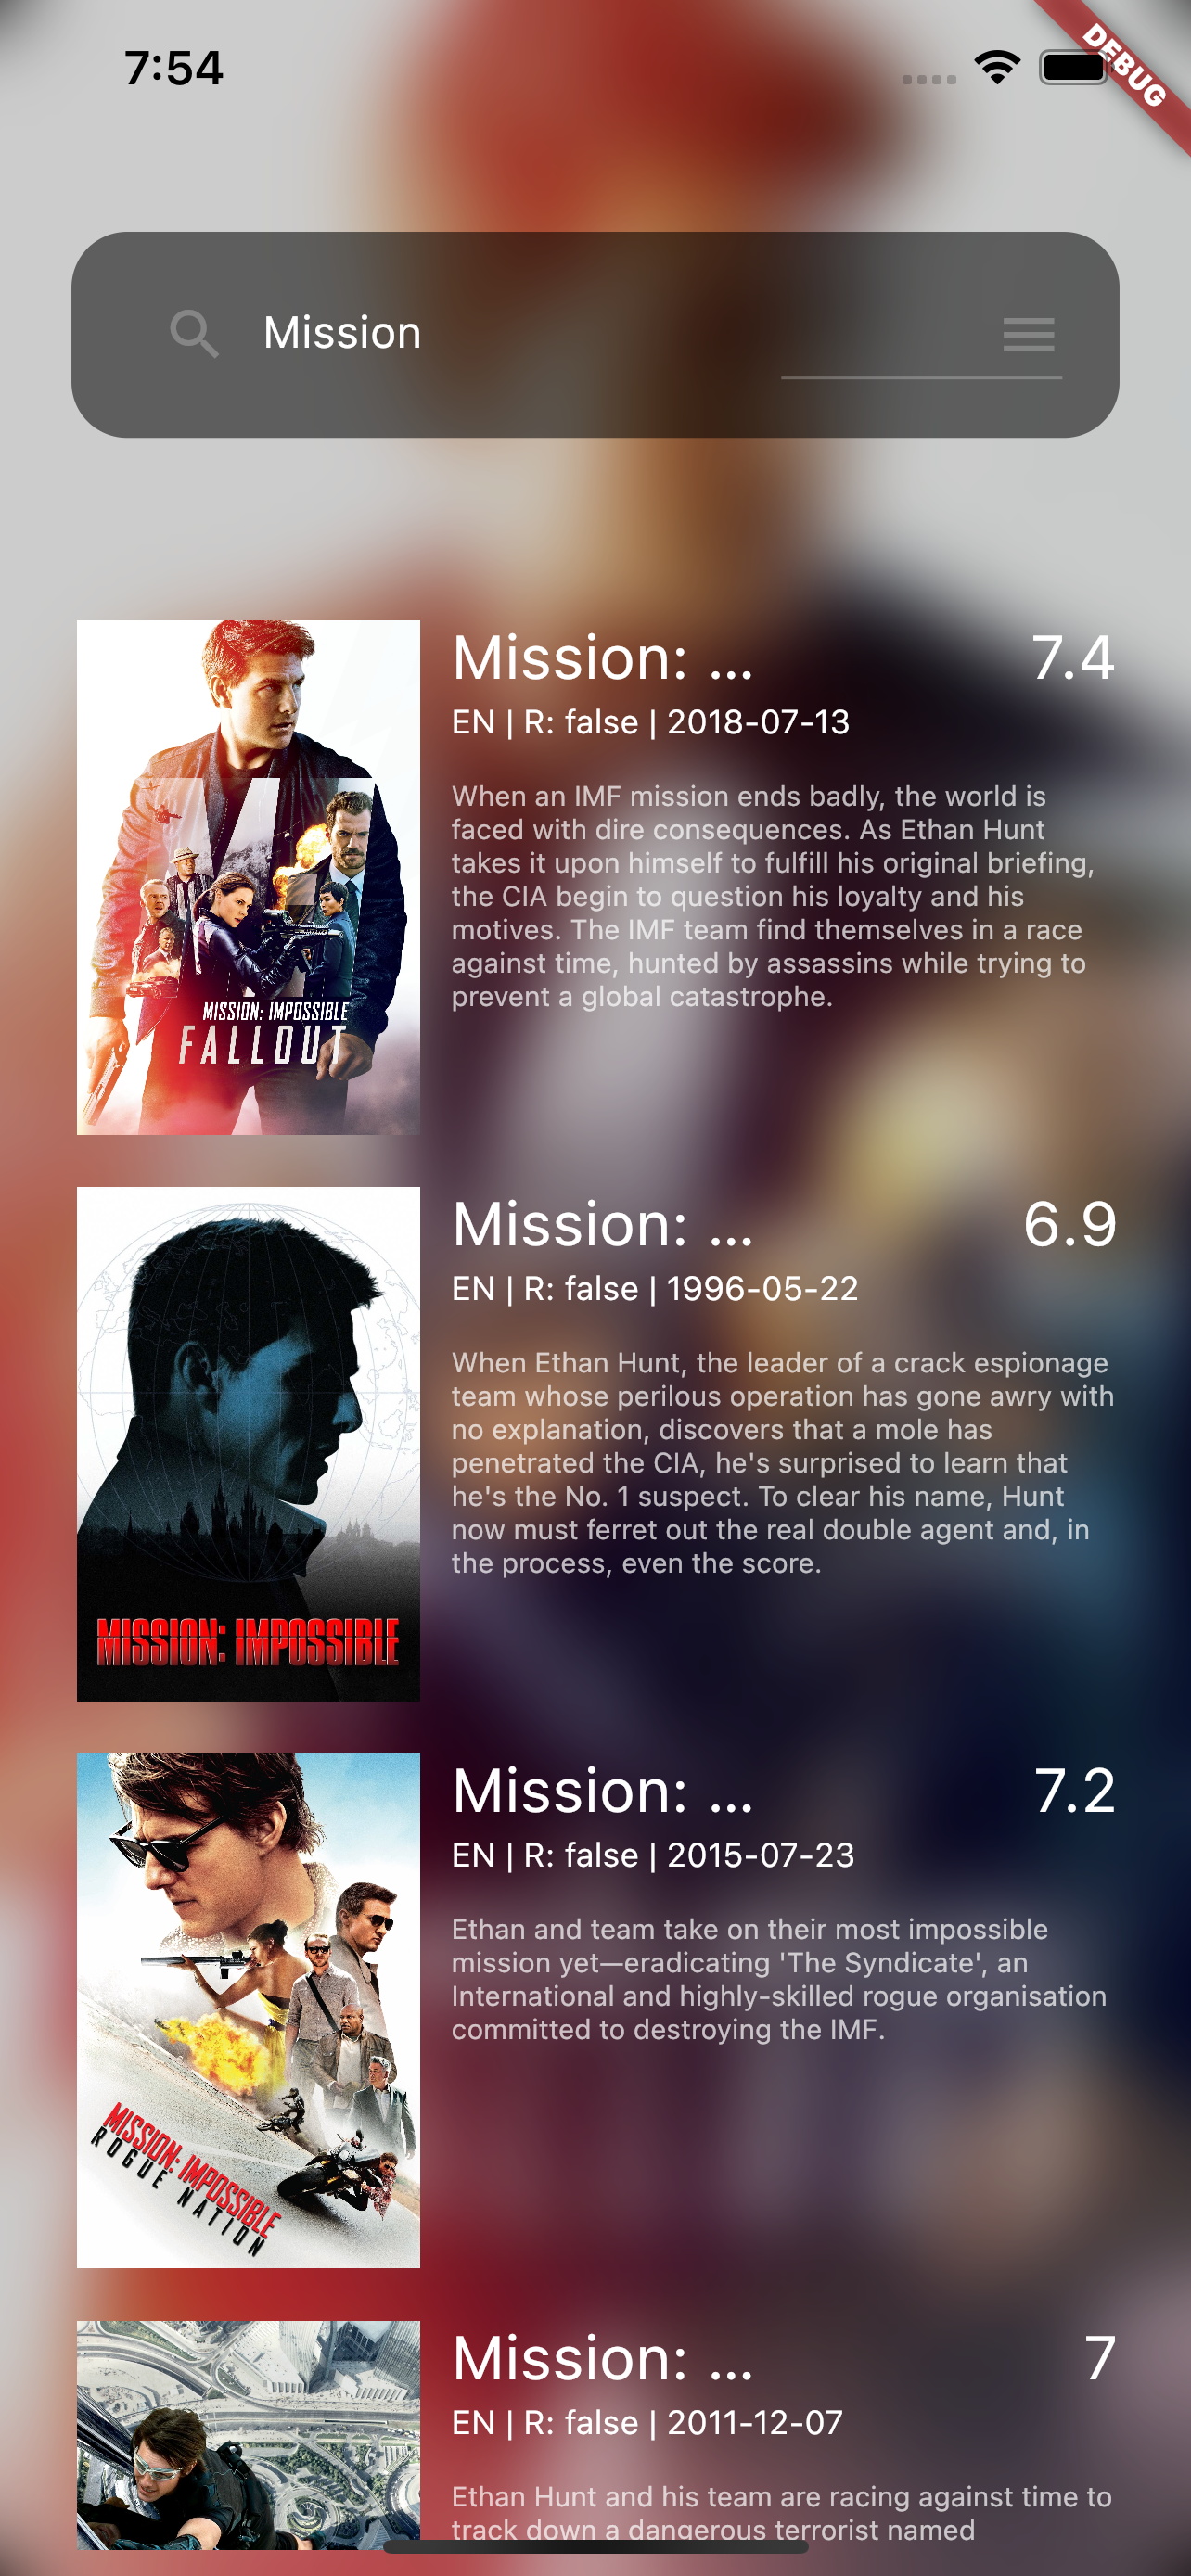 7:54
DEBUG
Mission
Mission: ...
7.4
EN | R: false | 2018-07-13
When an IMF mission ends badly, the world is
faced with dire consequences. As Ethan Hunt
takes it upon himself to fulfill his original briefing,
the CIA begin to question his loyalty and his
motives. The IMF team find themselves in a race
against time, hunted by assassins while trying to
prevent a global catastrophe.
MISSION: IMPOSSIBLE
FALLOUT
Mission: ...
6.9
EN | R: false | 1996-05-22
When Ethan Hunt, the leader of a crack espionage
team whose perilous operation has gone awry with
no explanation, discovers that a mole has
penetrated the CIA, he's surprised to learn that
he's the No. 1 suspect. To clear his name, Hunt
now must ferret out the real double agent and, in
the process, even the score.
MISSION: IMPOSSIBLE
Mission: ...
7.2
EN | R: false | 2015-07-23
Ethan and team take on their most impossible
mission yet—eradicating 'The Syndicate', an
International and highly-skilled rogue organisation
committed to destroying the IMF.
MISSION: IMPOSSIBLE
ROGUE NATION
Mission: ...
7
EN | R: false | 2011-12-07
Ethan Hunt and his team are racing against time to
track down a dangerous terrorist named